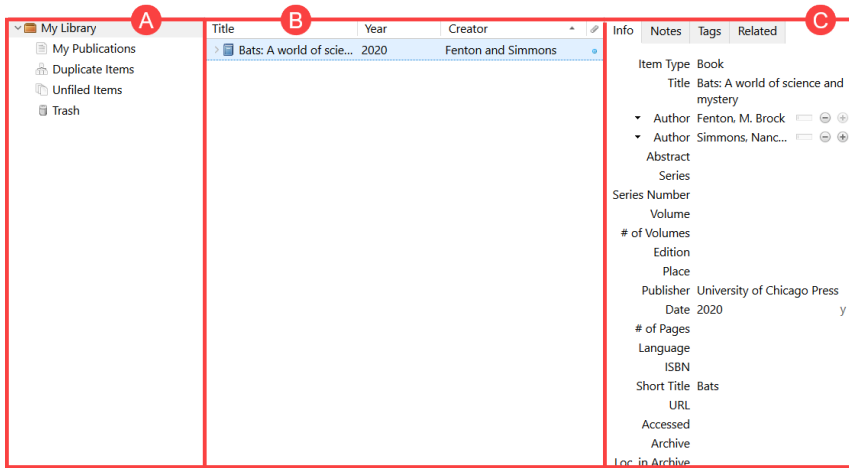 A
My Library
My Publications
Duplicate Items
Unfiled Items
Trash
B
Title Year Creator
Bats: A world of scie... 2020 Fenton and Simmons
C
Info Notes Tags Related
Item Type Book
Title Bats: A world of science and
mystery
Author Fenton, M. Brock
Author Simmons, Nanc...
Abstract
Series
Series Number
Volume
# of Volumes
Edition
Place
Publisher University of Chicago Press
Date 2020 y
# of Pages
Language
ISBN
Short Title Bats
URL
Accessed
Archive
Loc. in Archive